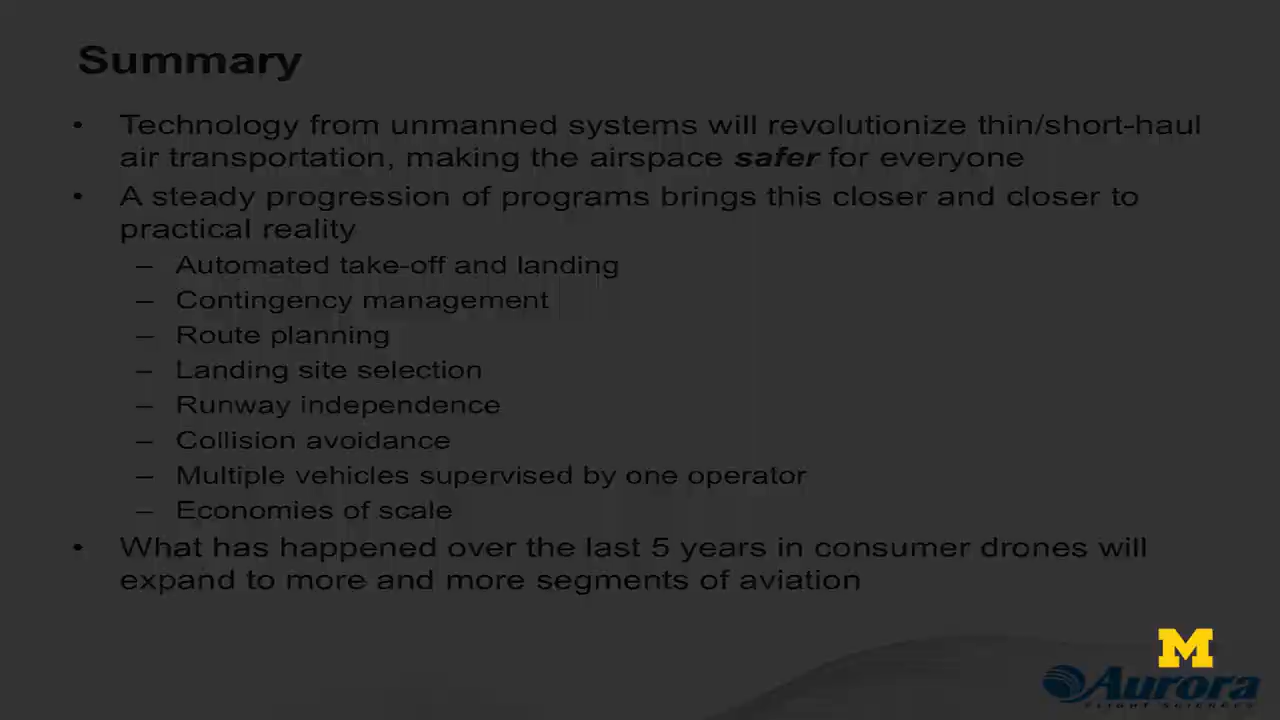 Summary
• Technology from unmanned systems will revolutionize thin/short-haul
air transportation, making the airspace safer for everyone
• A steady progression of programs brings this closer and closer to
practical reality
– Automated take-off and landing
– Contingency management
– Route planning
– Landing site selection
– Runway independence
– Collision avoidance
– Multiple vehicles supervised by one operator
– Economies of scale
• What has happened over the last 5 years in consumer drones will
expand to more and more segments of aviation
M
Aurora
FLIGHT SCIENCES